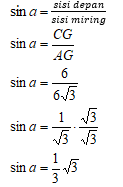 sin a = sisi depan / sisi miring
sin a = CG / AG
sin a = 6 / 6√3
sin a = 1 / √3 · √3 / √3
sin a = 1 / 3 √3